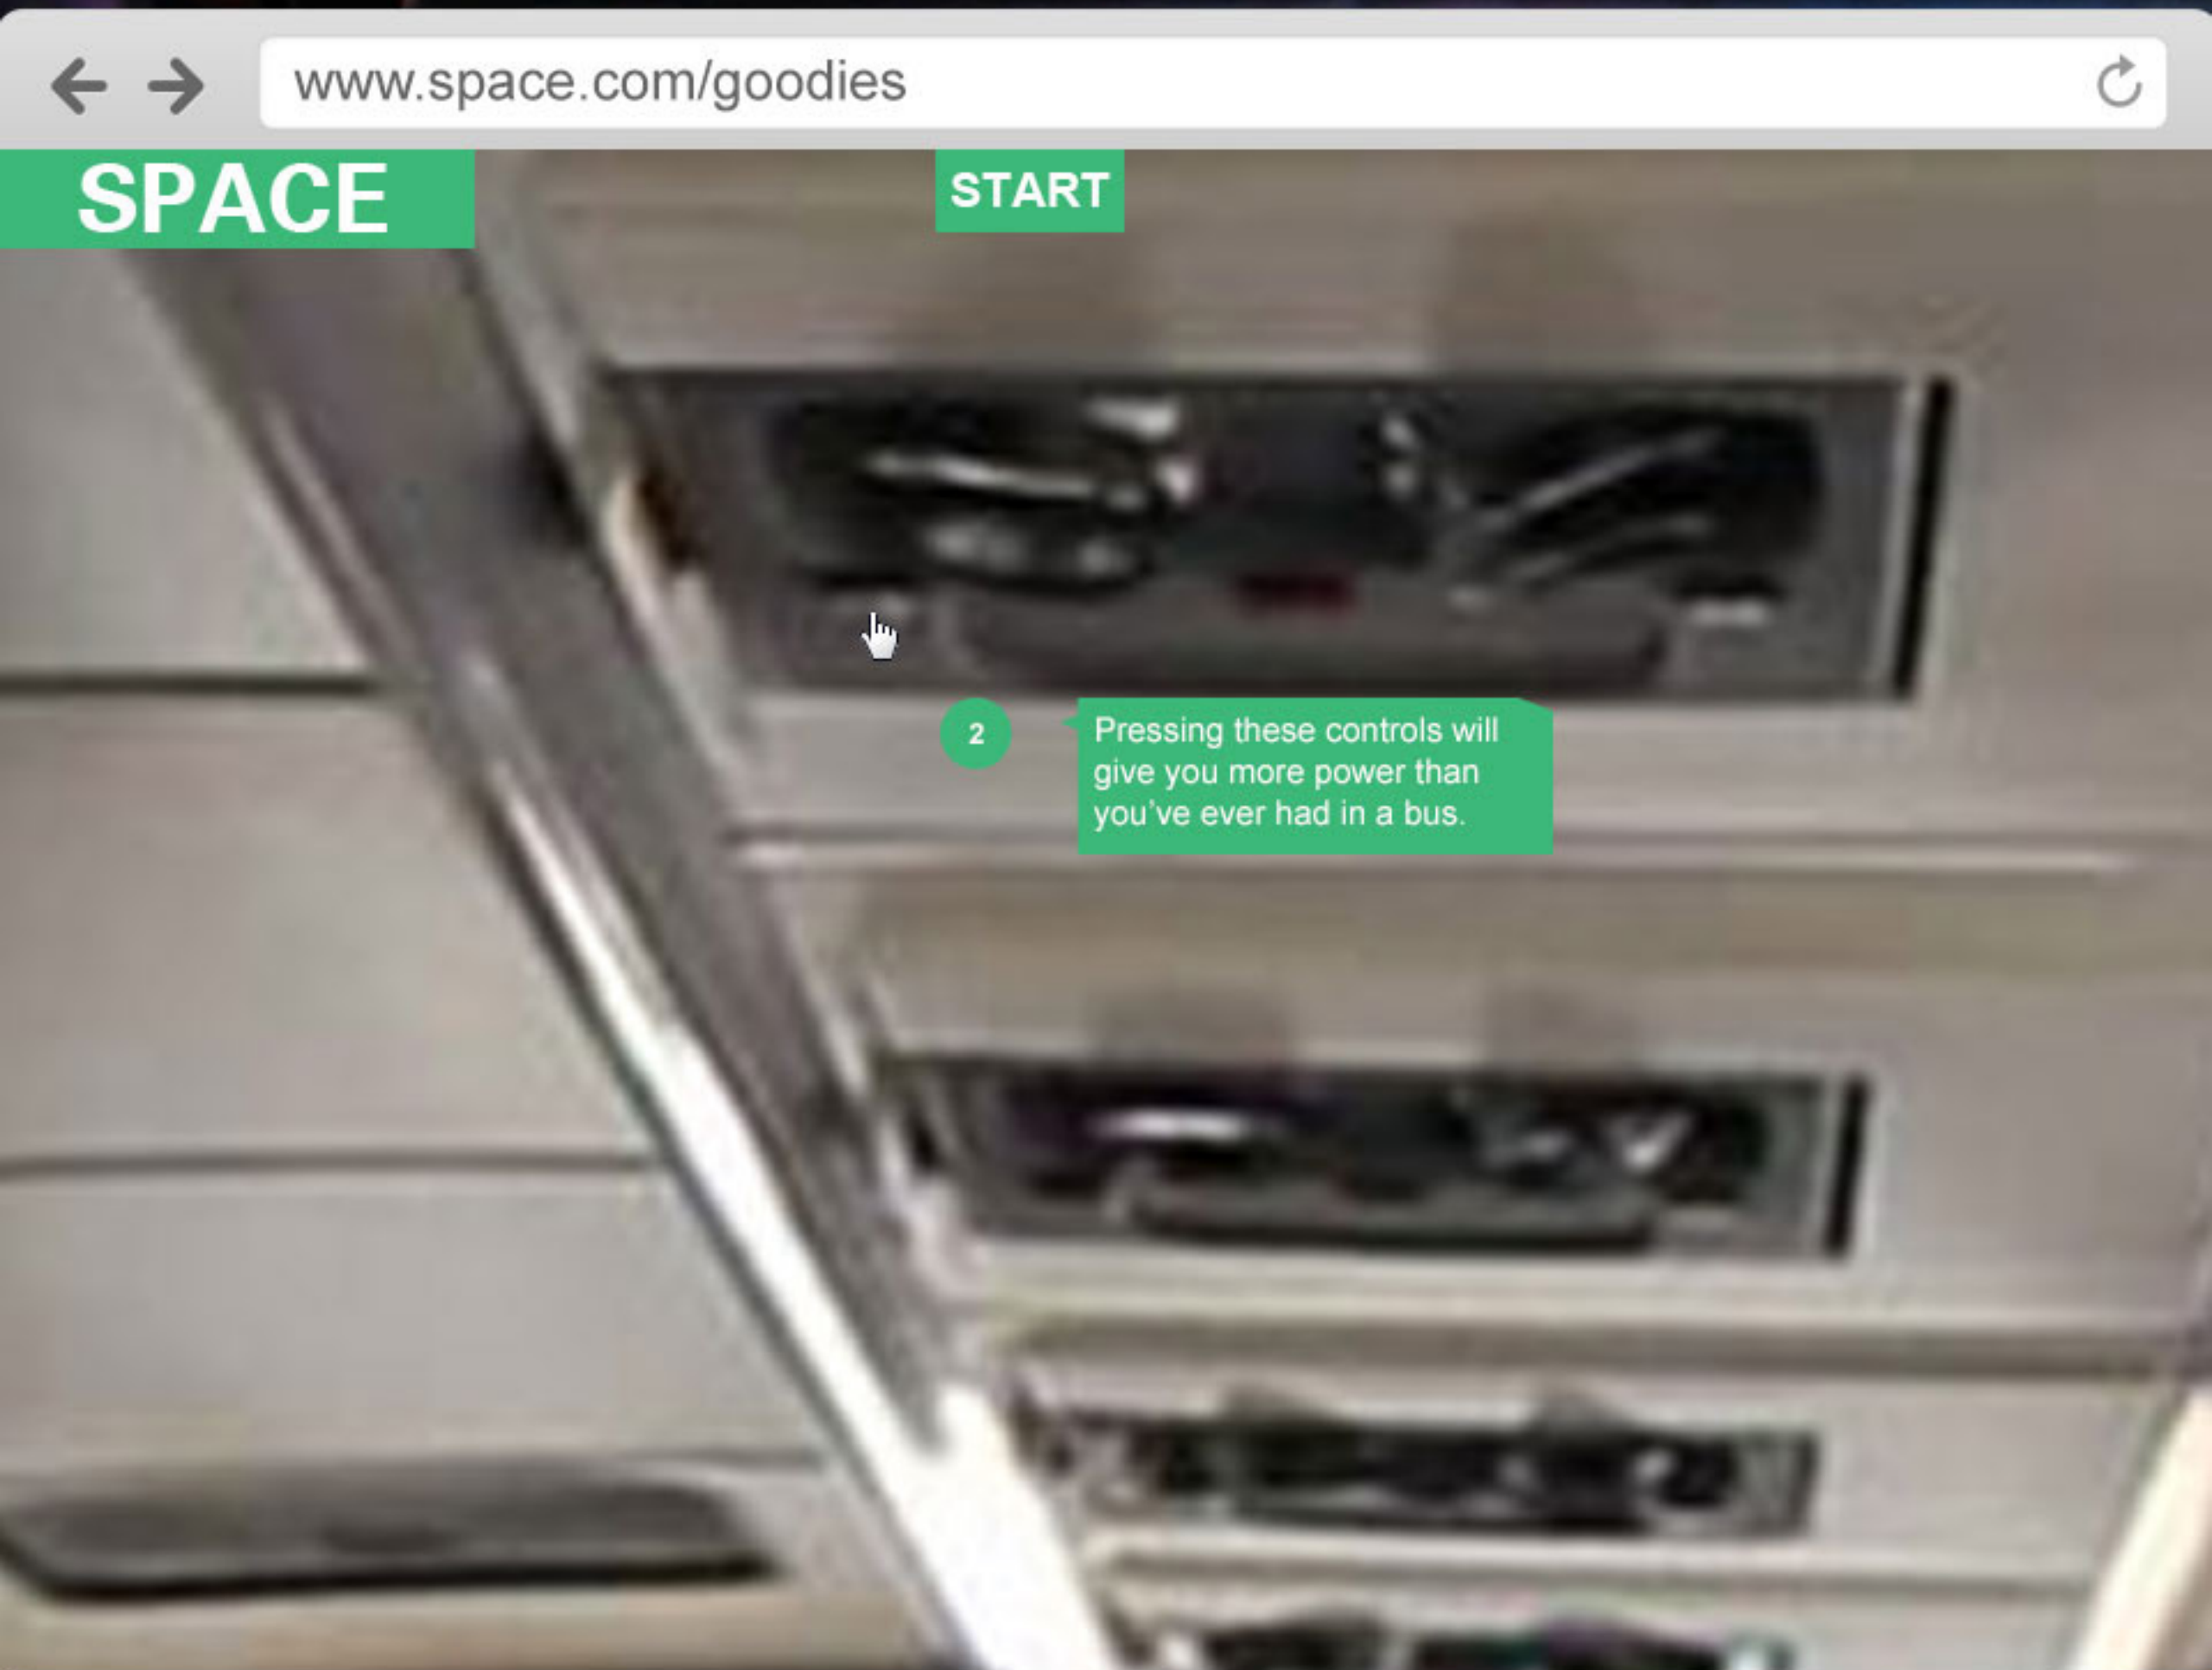 www.space.com/goodies
SPACE
START
2
Pressing these controls will
give you more power than
you've ever had in a bus.